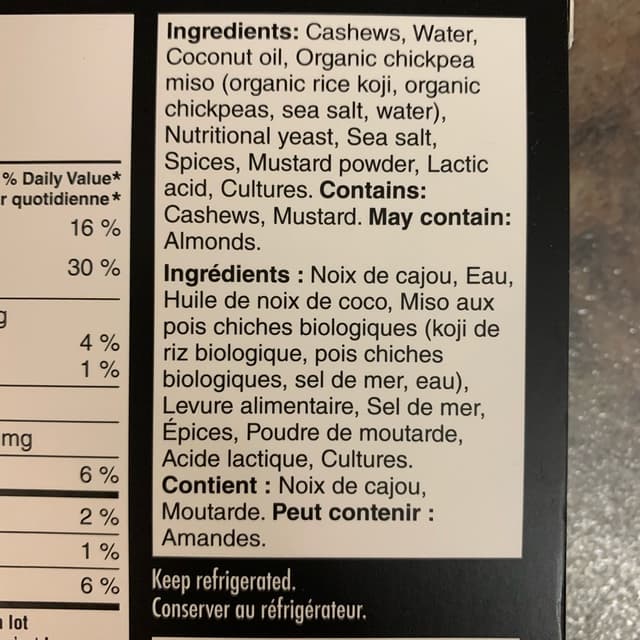 % Daily Value*
r quotidienne*
16 %
30 %
g
4 %
1 %
mg
6 %
2 %
1 %
6 %
lot
Ingredients: Cashews, Water,
Coconut oil, Organic chickpea
miso (organic rice koji, organic
chickpeas, sea salt, water),
Nutritional yeast, Sea salt,
Spices, Mustard powder, Lactic
acid, Cultures. Contains:
Cashews, Mustard. May contain:
Almonds.
Ingrédients : Noix de cajou, Eau,
Huile de noix de coco, Miso aux
pois chiches biologiques (koji de
riz biologique, pois chiches
biologiques, sel de mer, eau),
Levure alimentaire, Sel de mer,
Épices, Poudre de moutarde,
Acide lactique, Cultures.
Contient : Noix de cajou,
Moutarde. Peut contenir :
Amandes.
Keep refrigerated.
Conserver au réfrigérateur.